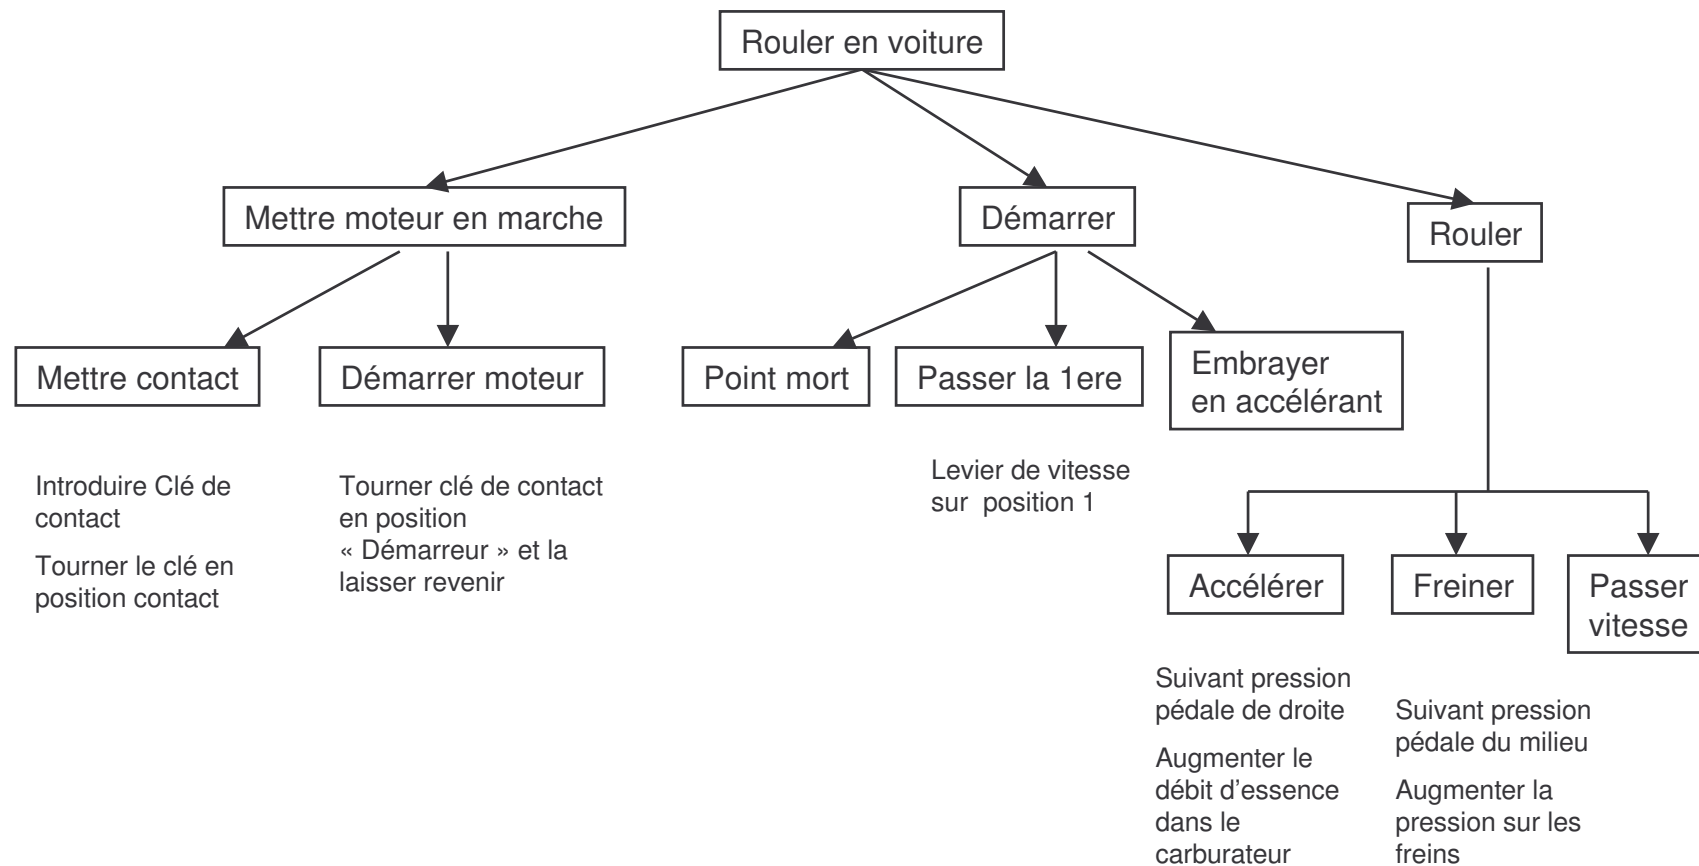 Rouler en voiture
Mettre moteur en marche
Démarrer
Rouler
Mettre contact
Démarrer moteur
Point mort
Passer la 1ere
Embrayer
en accélérant
Introduire Clé de
contact
Tourner le clé en
position contact
Tourner clé de contact
en position
« Démarreur » et la
laisser revenir
Levier de vitesse
sur  position 1
Accélérer
Freiner
Passer
vitesse
Suivant pression
pédale de droite
Augmenter le
débit d'essence
dans le
carburateur
Suivant pression
pédale du milieu
Augmenter la
pression sur les
freins